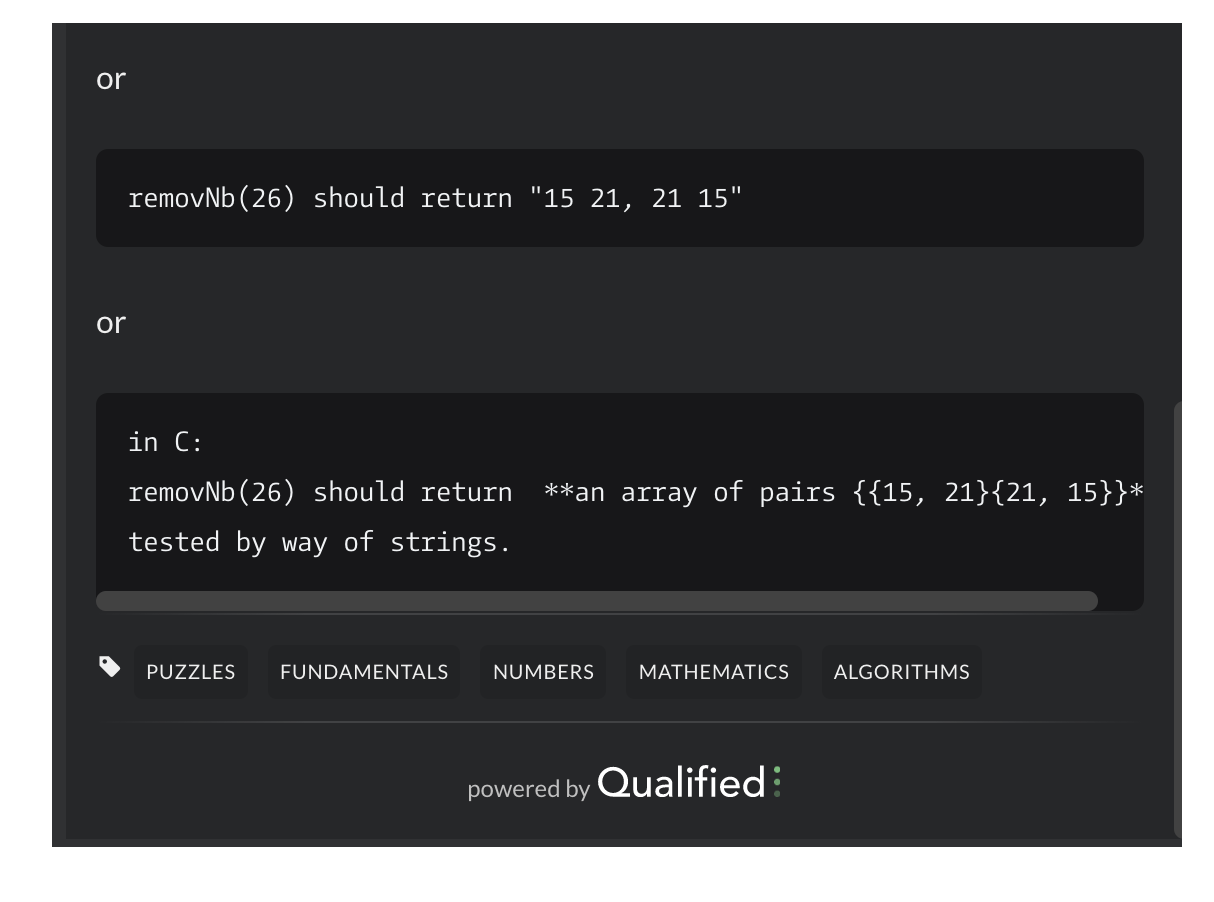 or
removNb(26) should return "15 21, 21 15"
or
in C:
removNb(26) should return  **an array of pairs {{15, 21}{21, 15}}*
tested by way of strings.
PUZZLES FUNDAMENTALS NUMBERS MATHEMATICS ALGORITHMS
powered by Qualified